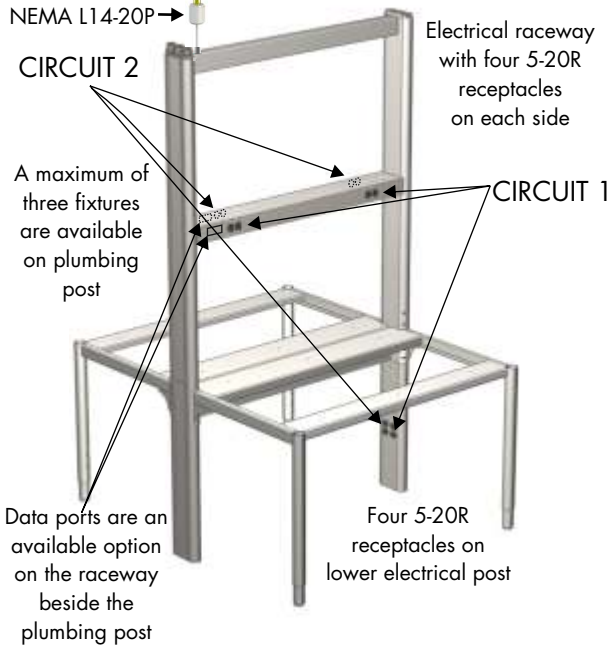 NEMA L14-20P
CIRCUIT 2
Electrical raceway
with four 5-20R
receptacles
on each side
A maximum of
three fixtures
are available
on plumbing
post
CIRCUIT 1
Data ports are an
available option
on the raceway
beside the
plumbing post
Four 5-20R
receptacles on
lower electrical post